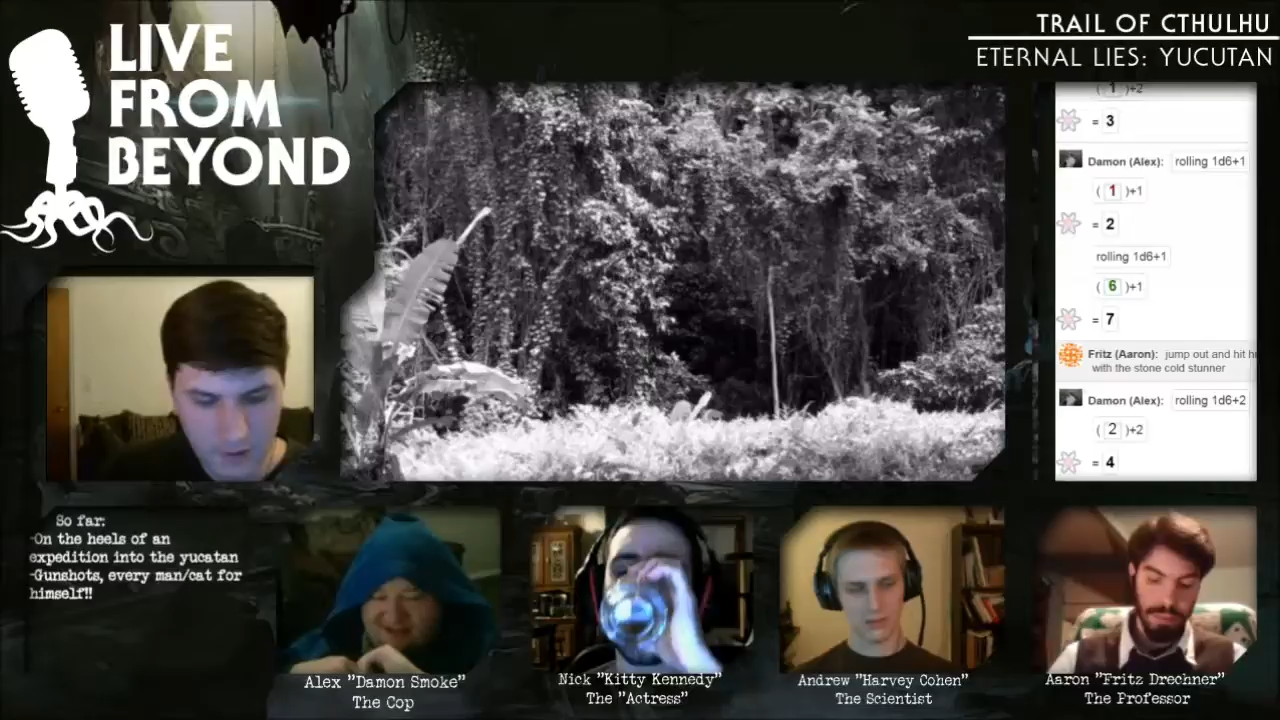 LIVE
FROM
BEYOND
TRAIL OF CTHULHU
ETERNAL LIES: YUCUTAN
( 1 )+2
= 3
Damon (Alex): rolling 1d6+1
( 1 )+1
= 2
rolling 1d6+1
( 6 )+1
= 7
Fritz (Aaron): jump out and hit
with the stone cold stunner
Damon (Alex): rolling 1d6+2
( 2 )+2
= 4
So far:
-On the heels of an
expedition into the yucatan
-Gunshots, every man/cat for
himself!!
Alex "Damon Smoke"
The Cop
Nick "Kitty Kennedy"
The "Actress"
Andrew "Harvey Cohen"
The Scientist
Aaron "Fritz Drechner"
The Professor